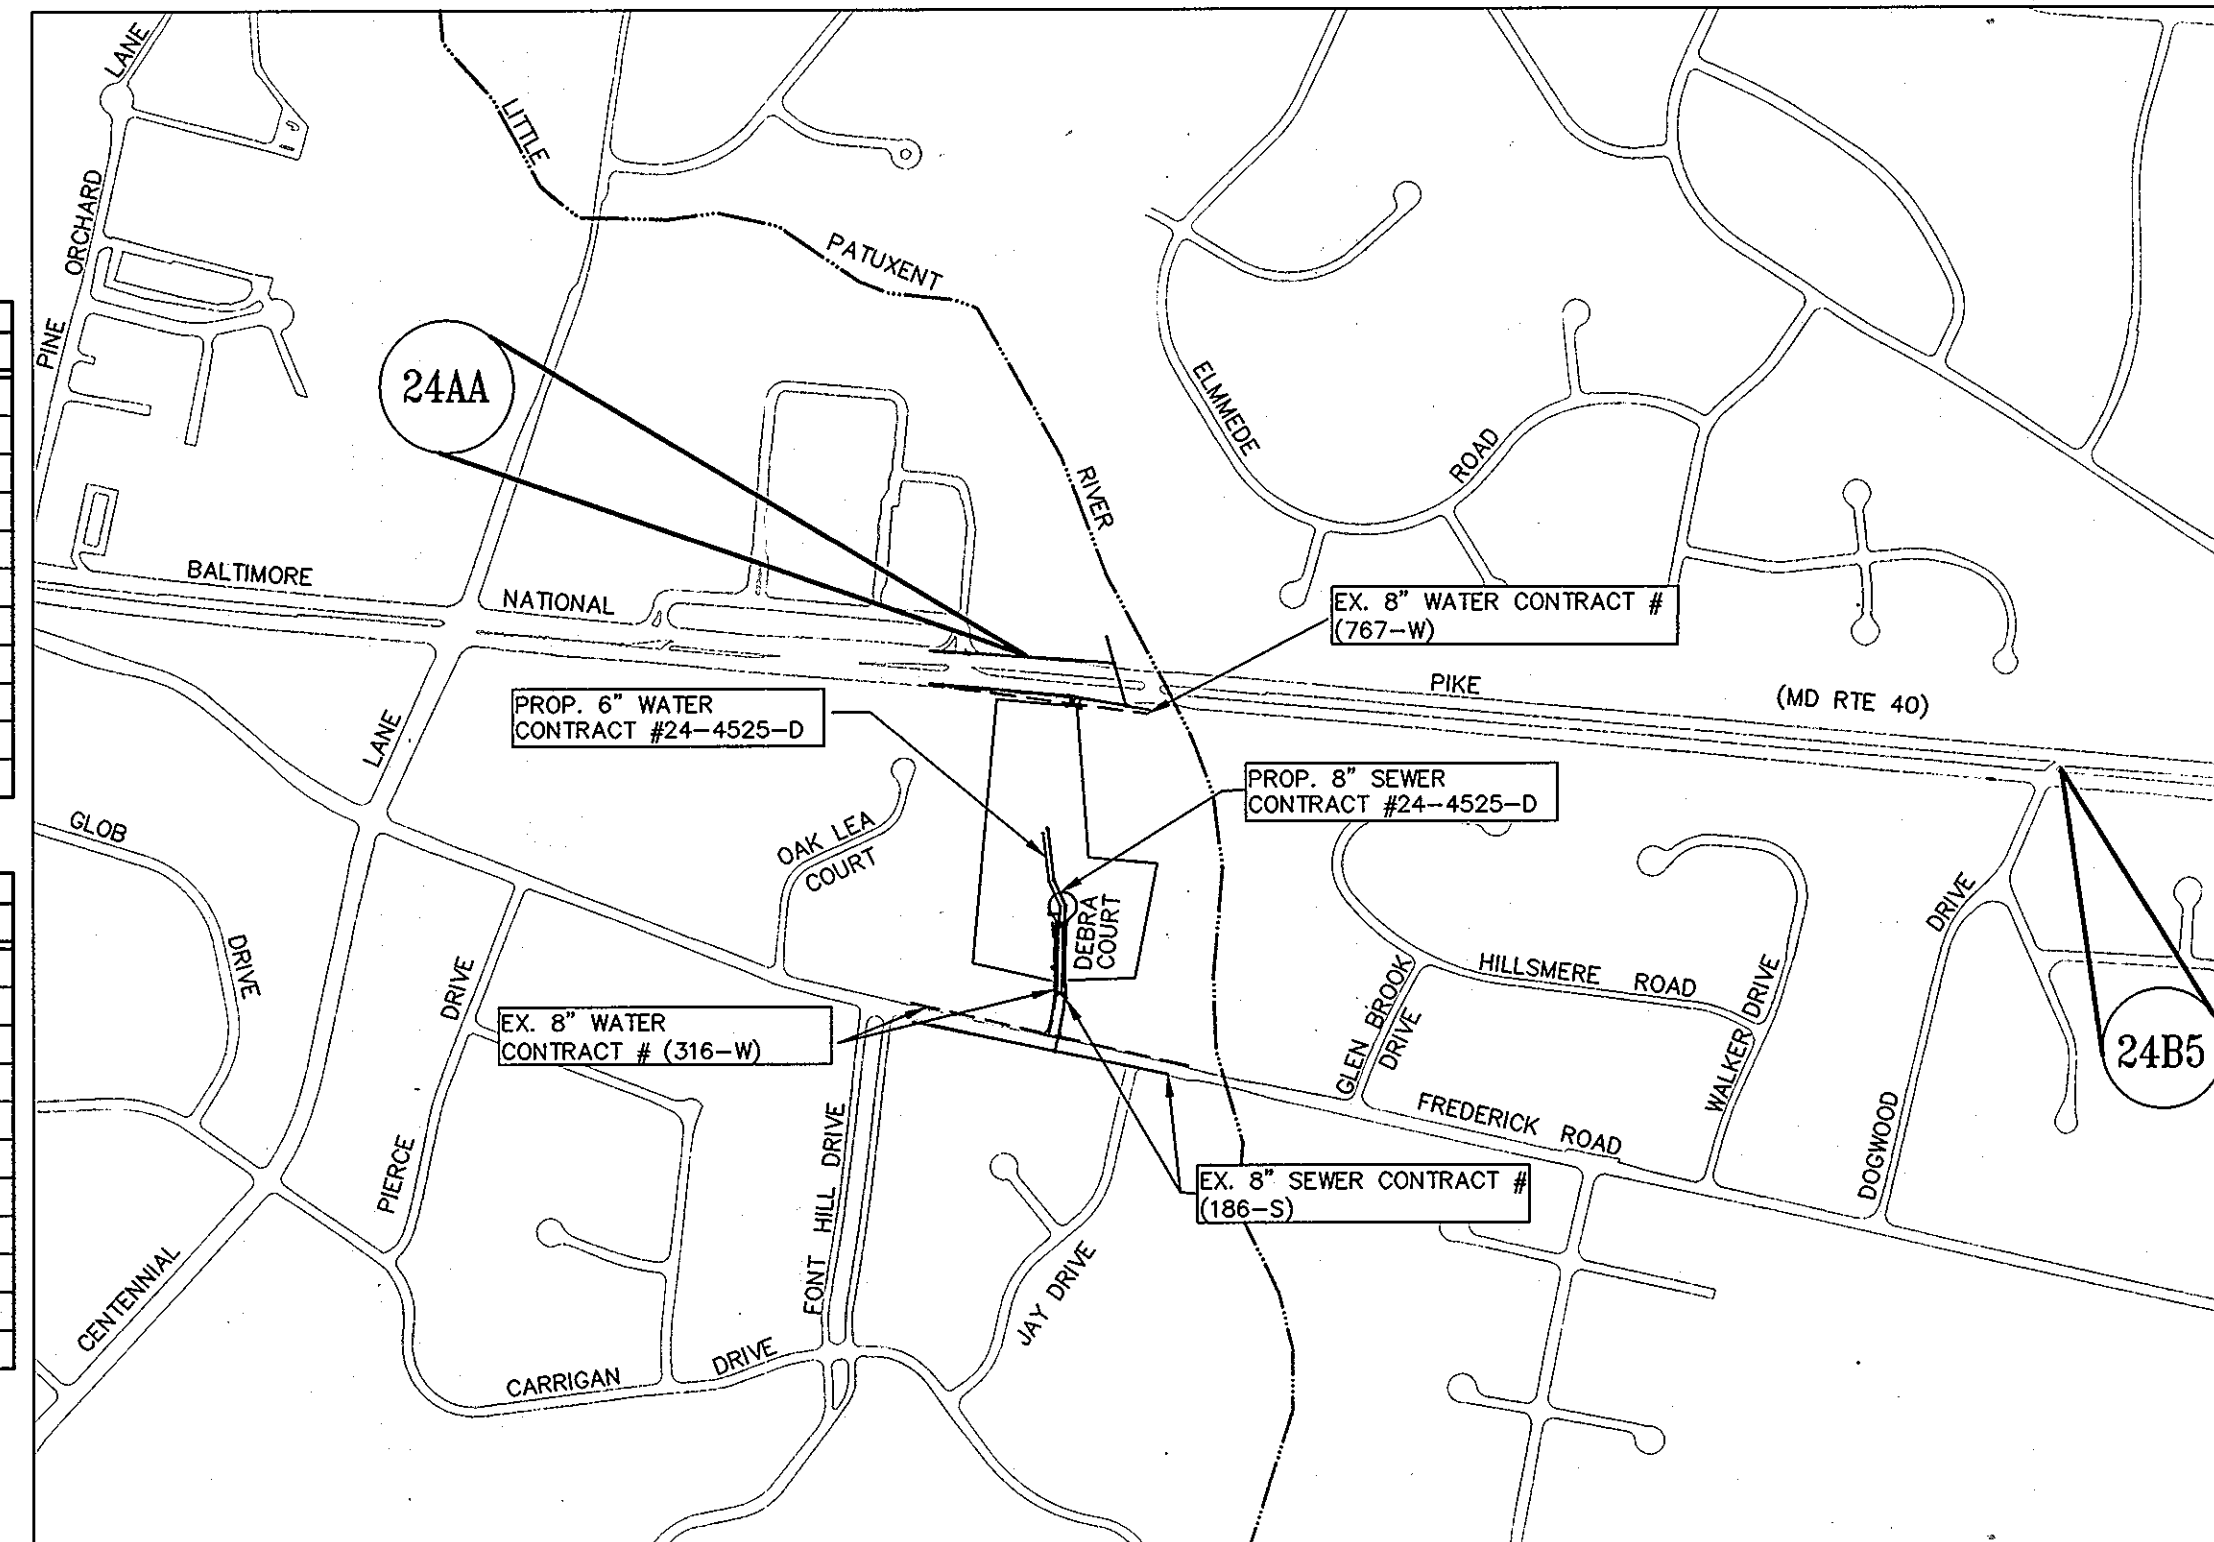 LANE
ORCHARD
PINE
LITTLE
PATUXENT
RIVER
24AA
ELMMEDE
ROAD
BALTIMORE
NATIONAL
PIKE
(MD RTE 40)
EX. 8" WATER CONTRACT #
(767-W)
PROP. 6" WATER
CONTRACT #24-4525-D
PROP. 8" SEWER
CONTRACT #24-4525-D
LANE
GLOB
DRIVE
OAK LEA
COURT
DEBRA
COURT
DRIVE
PIERCE
EX. 8" WATER
CONTRACT # (316-W)
GLEN BROOK
DRIVE
HILLSMERE ROAD
WALKER DRIVE
DRIVE
DOGWOOD
24B5
FREDERICK ROAD
EX. 8" SEWER CONTRACT #
(186-S)
FONT HILL DRIVE
JAY DRIVE
CENTENNIAL
CARRIGAN
DRIVE